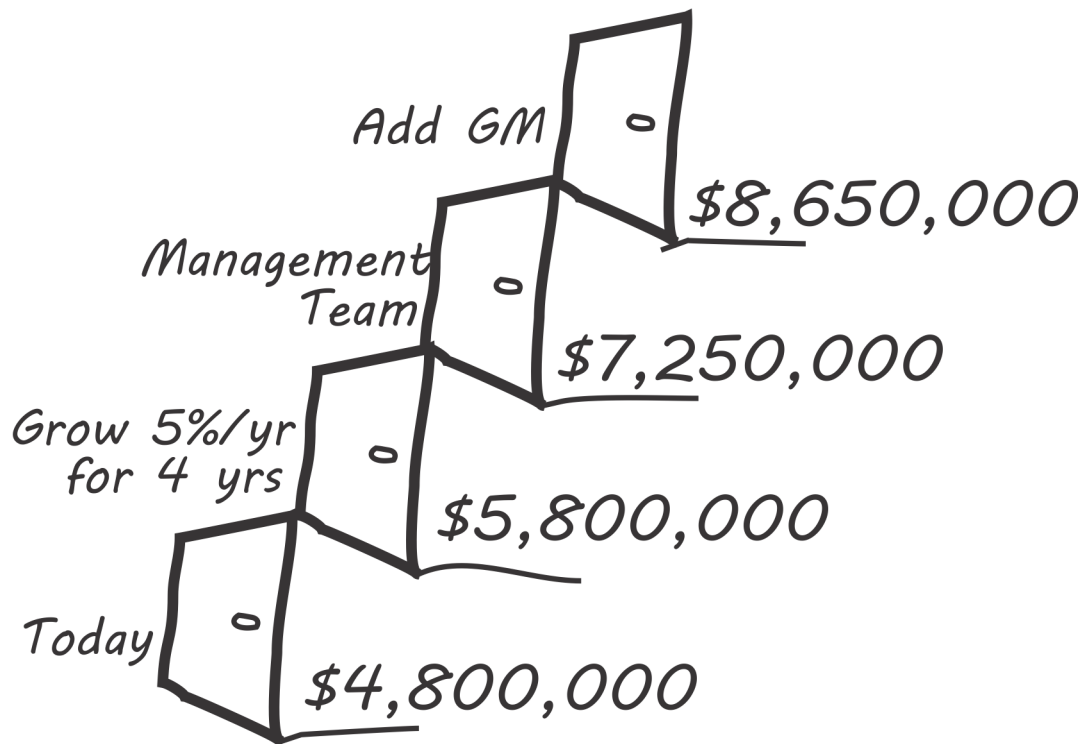 Add GM
$8,650,000
Management
Team
$7,250,000
Grow 5%/yr
for 4 yrs
$5,800,000
Today
$4,800,000